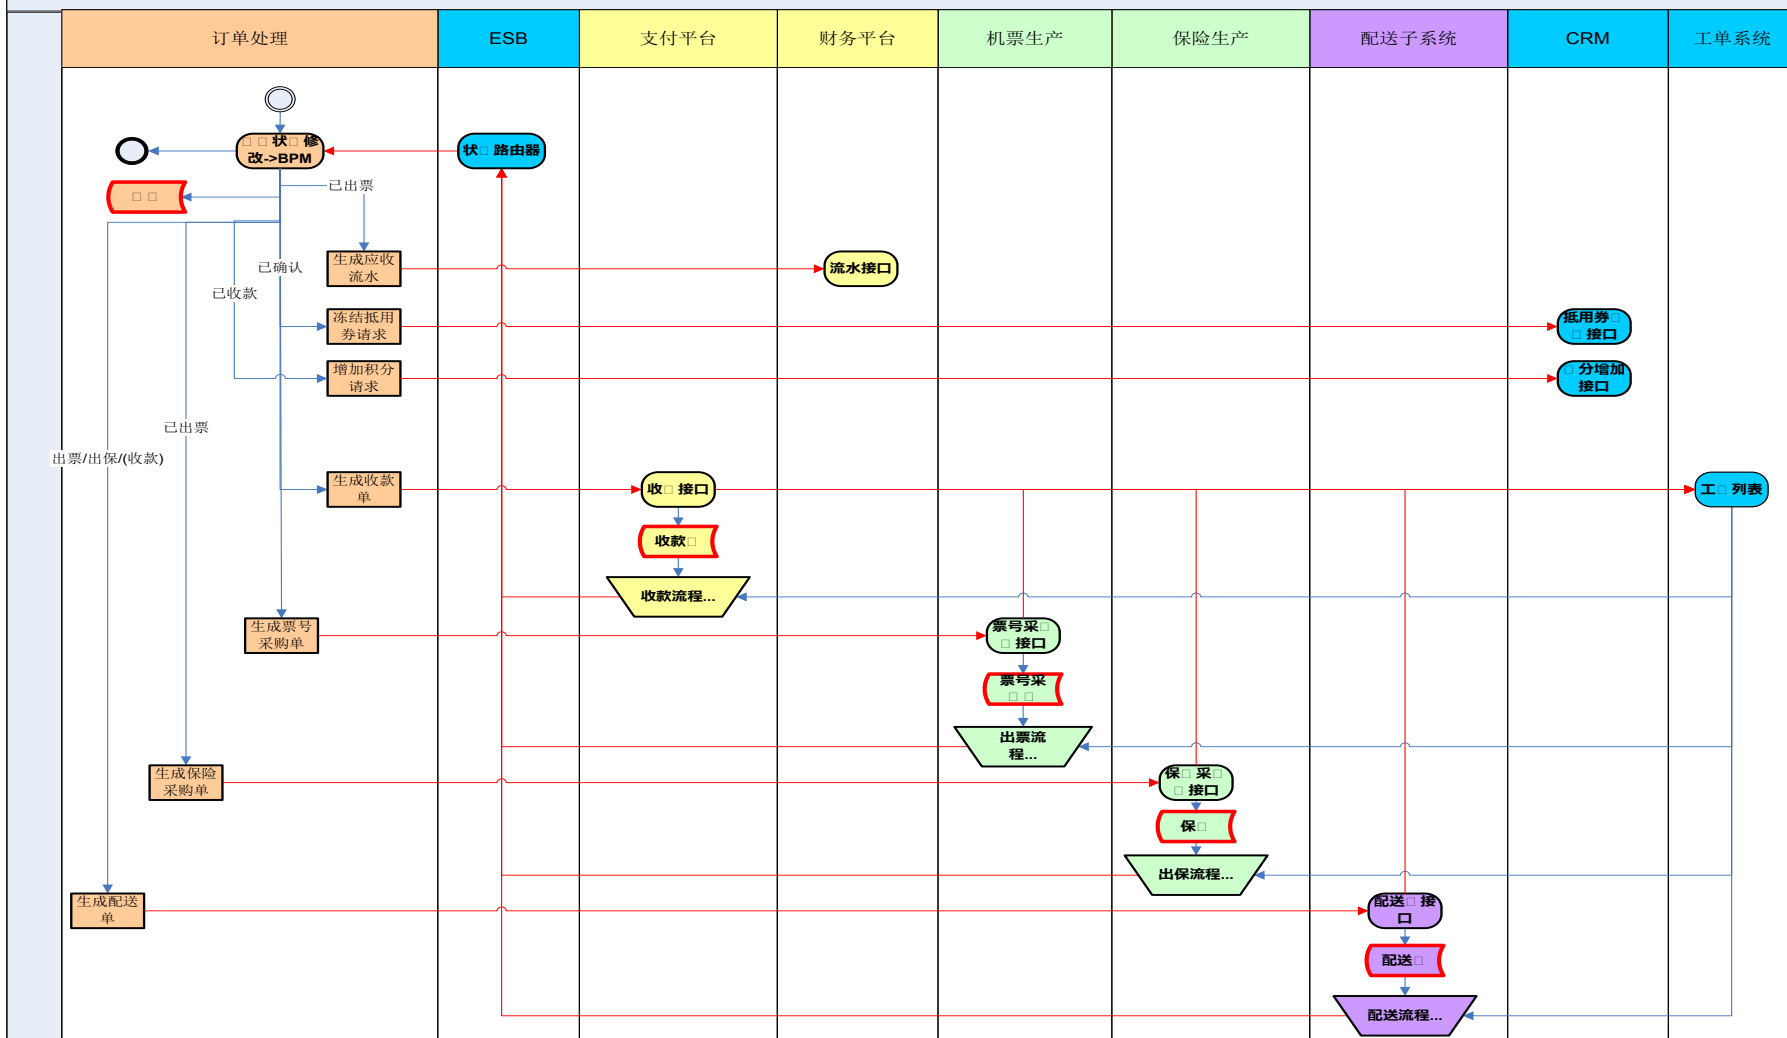 订单处理
ESB
支付平台
财务平台
机票生产
保险生产
配送子系统
CRM
工单系统
□ □ 状□ 修
改->BPM
状□ 路由器
□ □
已出票
生成应收
流水
流水接口
已确认
已收款
冻结抵用
券请求
抵用券□
□ 接口
增加积分
请求
□ 分增加
接口
已出票
出票/出保/(收款)
生成收款
单
收□ 接口
工□ 列表
收款□
收款流程...
生成票号
采购单
票号采□
□ 接口
票号采
□ □
出票流
程...
生成保险
采购单
保□ 采□
□ 接口
保□
出保流程...
生成配送
单
配送□ 接
口
配送□
配送流程...